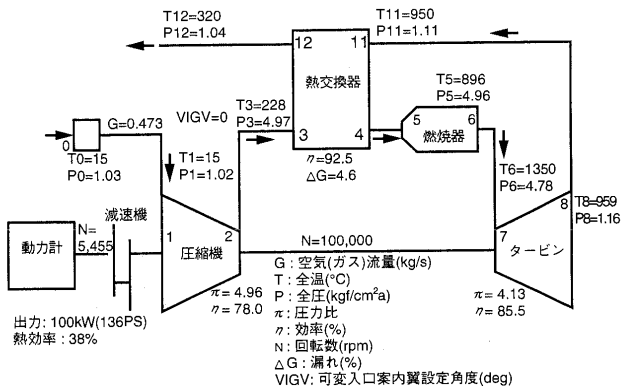 T12=320
P12=1.04
T11=950
P11=1.11
12
11
熱交換器
3
4
η=92.5
ΔG=4.6
T5=896
P5=4.96
5
6
燃焼器
G=0.473
VIGV=0
T3=228
P3=4.97
0
T0=15
P0=1.03
T1=15
P1=1.02
T6=1350
P6=4.78
T8=959
P8=1.16
8
動力計
N=
5,455
減速機
1
2
圧縮機
N=100,000
7
タービン
π= 4.96
η= 78.0
π= 4.13
η= 85.5
出力: 100kW(136PS)
熱効率 : 38%
G : 空気(ガス)流量(kg/s)
T : 全温(°C)
P : 全圧(kgf/cm²a)
π : 圧力比
η : 効率(%)
N : 回転数(rpm)
ΔG : 漏れ(%)
VIGV: 可変入口案内翼設定角度(deg)